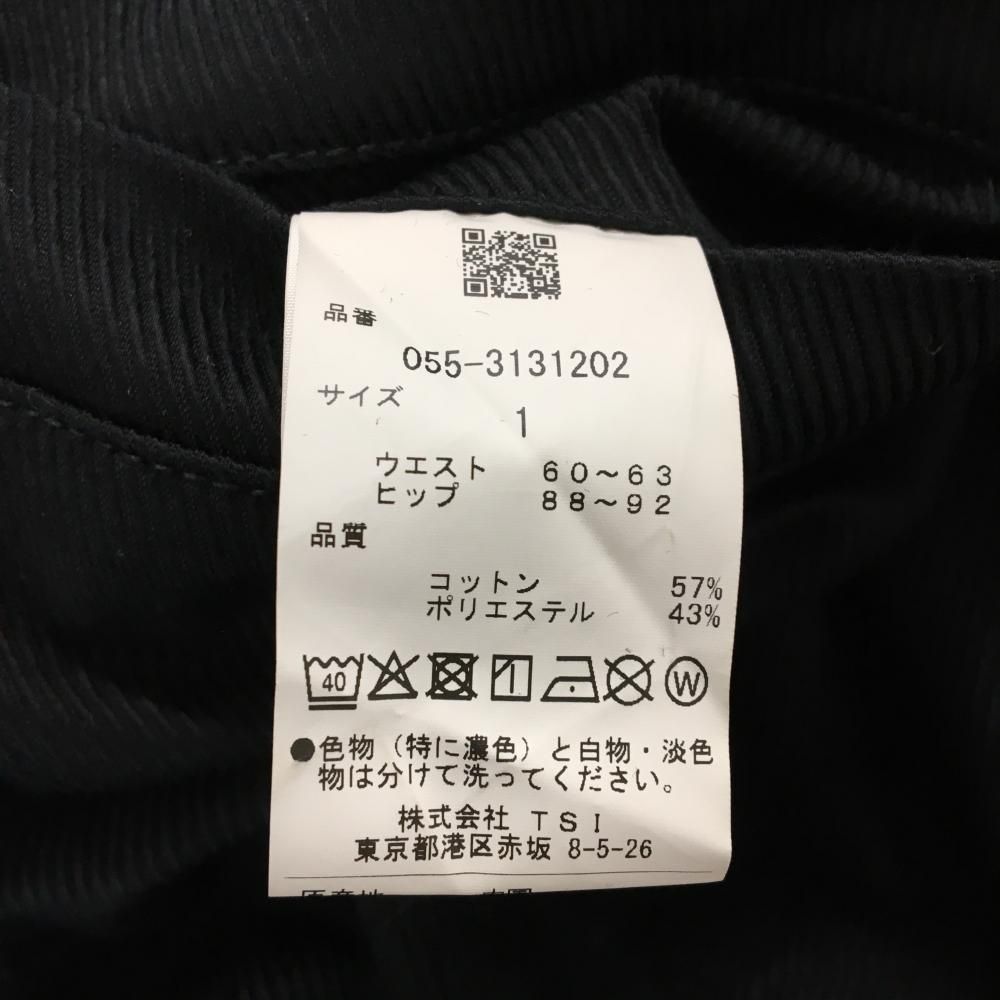 品番
055-3131202
サイズ
1
ウエスト 60～63
ヒップ 88～92
品質
コットン 57%
ポリエステル 43%
40 W
●色物（特に濃色）と白物・淡色
物は分けて洗ってください。
株式会社 TSI
東京都港区赤坂 8-5-26